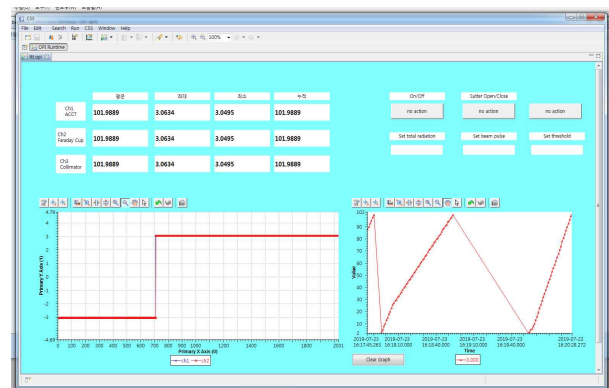 CSS
File Edit Search Run CSS Window Help
100%
OPI Runtime
평균 최대 최소 누적
On/Off Sutter Open/Close
Ch1
ACCT
101.9889 3.0634 3.0495 101.9889
no action no action no action
Ch2
Faraday Cup
101.9889 3.0634 3.0495 101.9889
Set total radiation Set beam pulse Set threshold
Ch3
Collimator
101.9889 3.0634 3.0495 101.9889
4.79
4
3
2
1
0
-1
-2
-3
-4.69
Primary Y Axis (1)
0 100 200 300 400 500 600 700 800 900 1000 1200 1400 1600 1800 2001
Primary X Axis (0)
ch1 ch2
102
90
80
70
60
50
40
30
20
10
2
Value
2019-07-23 2019-07-23 2019-07-23 2019-07-23 2019-07-23
16:17:45.263 16:18:10.000 16:18:40.000 16:19:10.000 16:19:40.000 16:20:28.272
Time
Clear Graph
0.000